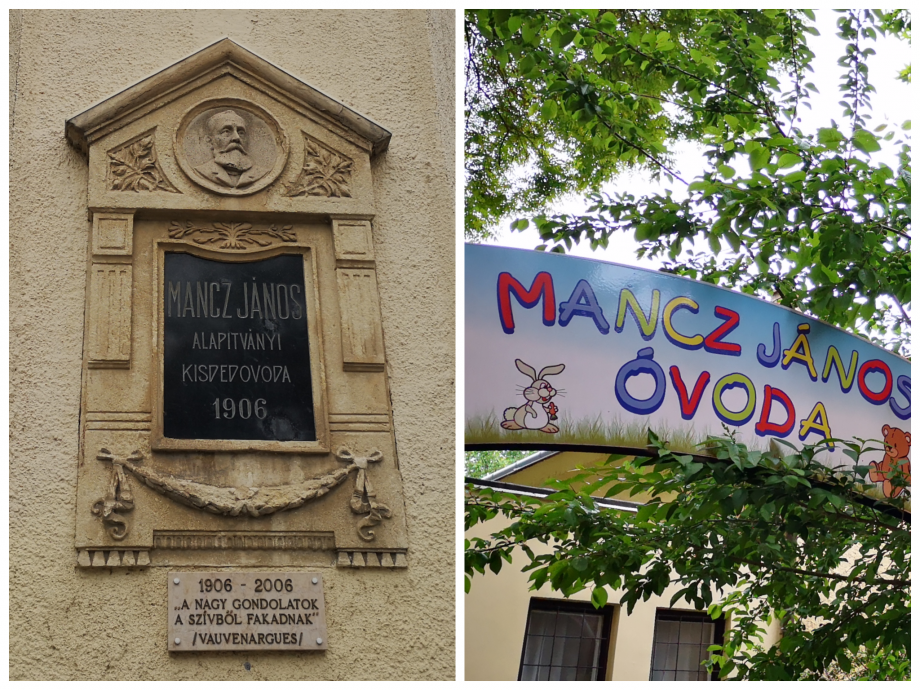 MANCZ JÁNOS
ALAPITVÁNYI
KISDEDOVODA
1906
1906 - 2006
„A NAGY GONDOLATOK
A SZÍVBŐL FAKADNAK"
/VAUVENARGUES/
MANCZ JÁNOS
ÓVODA